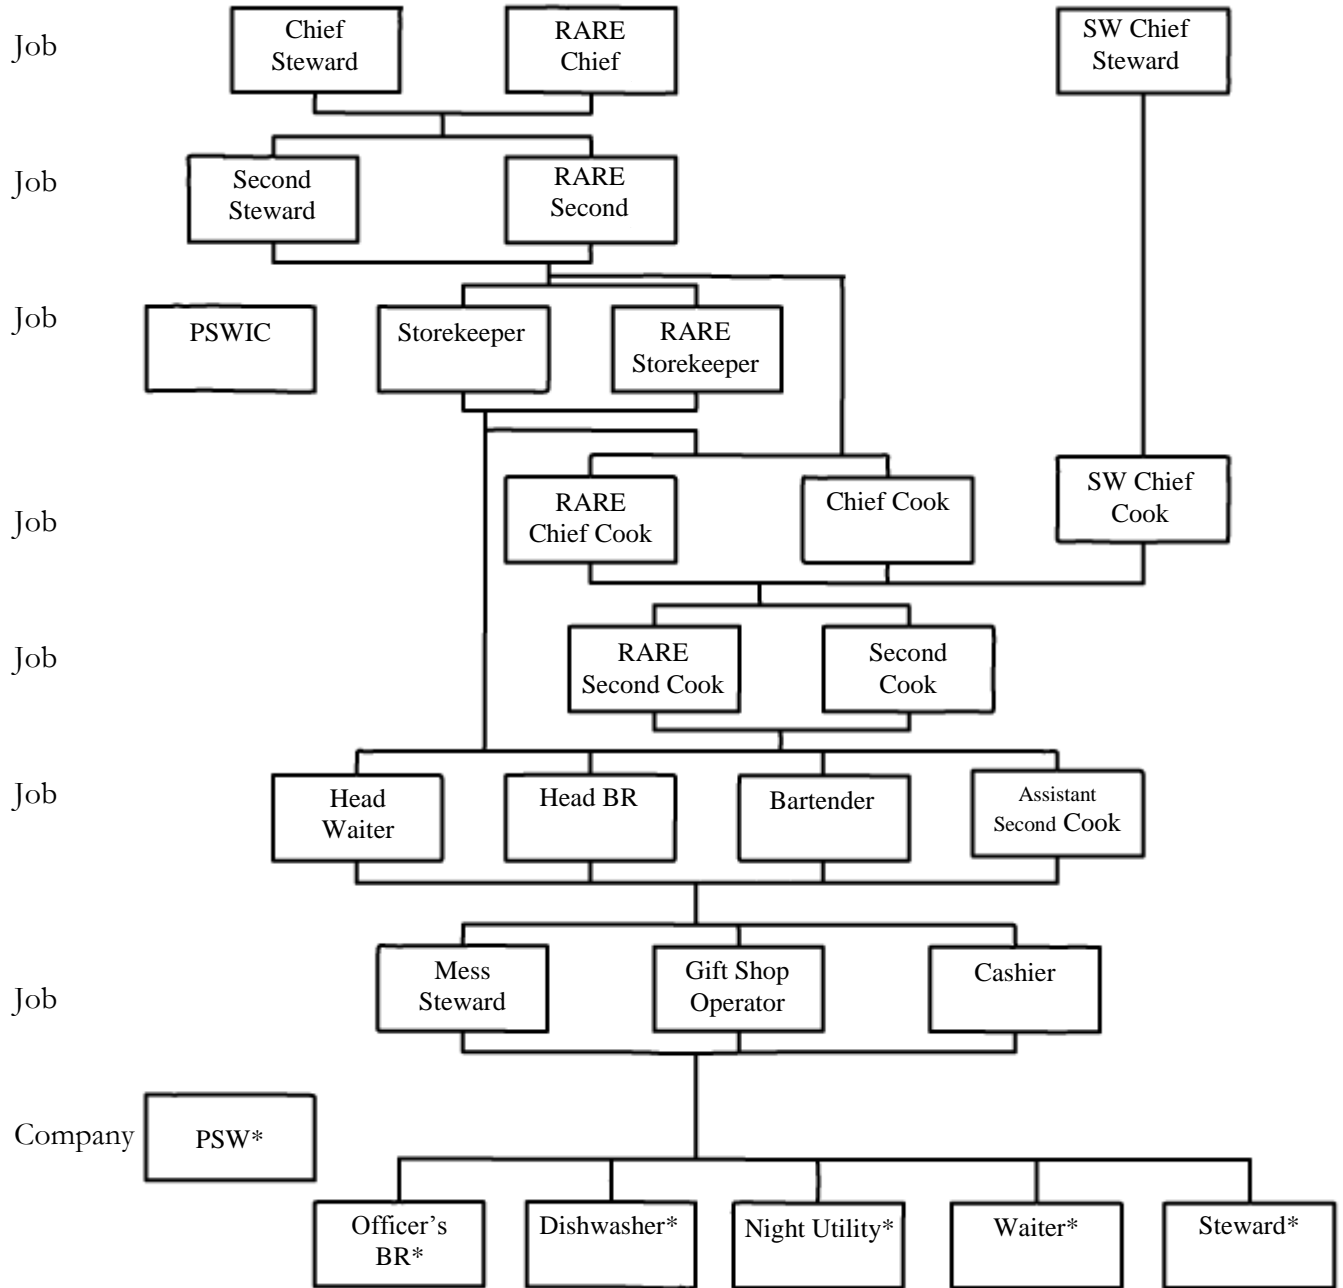 Job
Chief
Steward
RARE
Chief
SW Chief
Steward
Job
Second
Steward
RARE
Second
Job
PSWIC
Storekeeper
RARE
Storekeeper
Job
RARE
Chief Cook
Chief Cook
SW Chief
Cook
Job
RARE
Second Cook
Second
Cook
Job
Head
Waiter
Head BR
Bartender
Assistant
Second Cook
Job
Mess
Steward
Gift Shop
Operator
Cashier
Company
PSW*
Officer’s
BR*
Dishwasher*
Night Utility*
Waiter*
Steward*